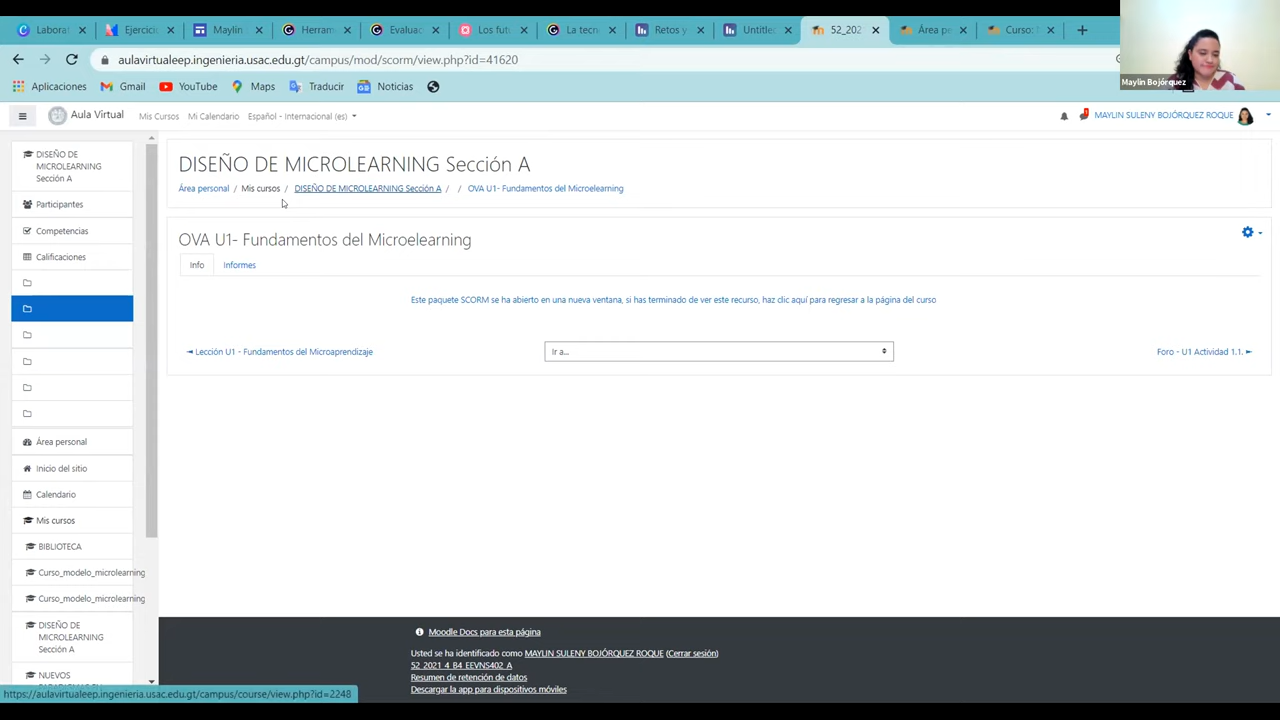 Labora
Ejercic
Maylin
Herram
Evaluac
Los fut
La tecn
Retos y
Untitle
52_202
Área pe
Curso: 
aulavirtualeep.ingenieria.usac.edu.gt/campus/mod/scorm/view.php?id=41620
Aplicaciones
Gmail
YouTube
Maps
Traducir
Noticias
Maylin Bojórquez
Aula Virtual
Mis Cursos
Mi Calendario
Español - Internacional (es)
MAYLIN SULENY BOJÓRQUEZ ROQUE
DISEÑO DE
MICROLEARNING
Sección A
Participantes
Competencias
Calificaciones
Área personal
Inicio del sitio
Calendario
Mis cursos
BIBLIOTECA
Curso_modelo_microlearning
Curso_modelo_microlearning
DISEÑO DE
MICROLEARNING
Sección A
NUEVOS
DISEÑO DE MICROLEARNING Sección A
Área personal / Mis cursos / DISEÑO DE MICROLEARNING Sección A / / OVA U1- Fundamentos del Microelearning
OVA U1- Fundamentos del Microelearning
Info
Informes
Este paquete SCORM se ha abierto en una nueva ventana, si has terminado de ver este recurso, haz clic aquí para regresar a la página del curso
◄ Lección U1 - Fundamentos del Microaprendizaje
Ir a...
Foro - U1 Actividad 1.1. ►
Moodle Docs para esta página
Usted se ha identificado como MAYLIN SULENY BOJÓRQUEZ ROQUE (Cerrar sesión)
52_2021_4_B4_EEVNS402_A
Resumen de retención de datos
Descargar la app para dispositivos móviles
https://aulavirtualeep.ingenieria.usac.edu.gt/campus/course/view.php?id=2248